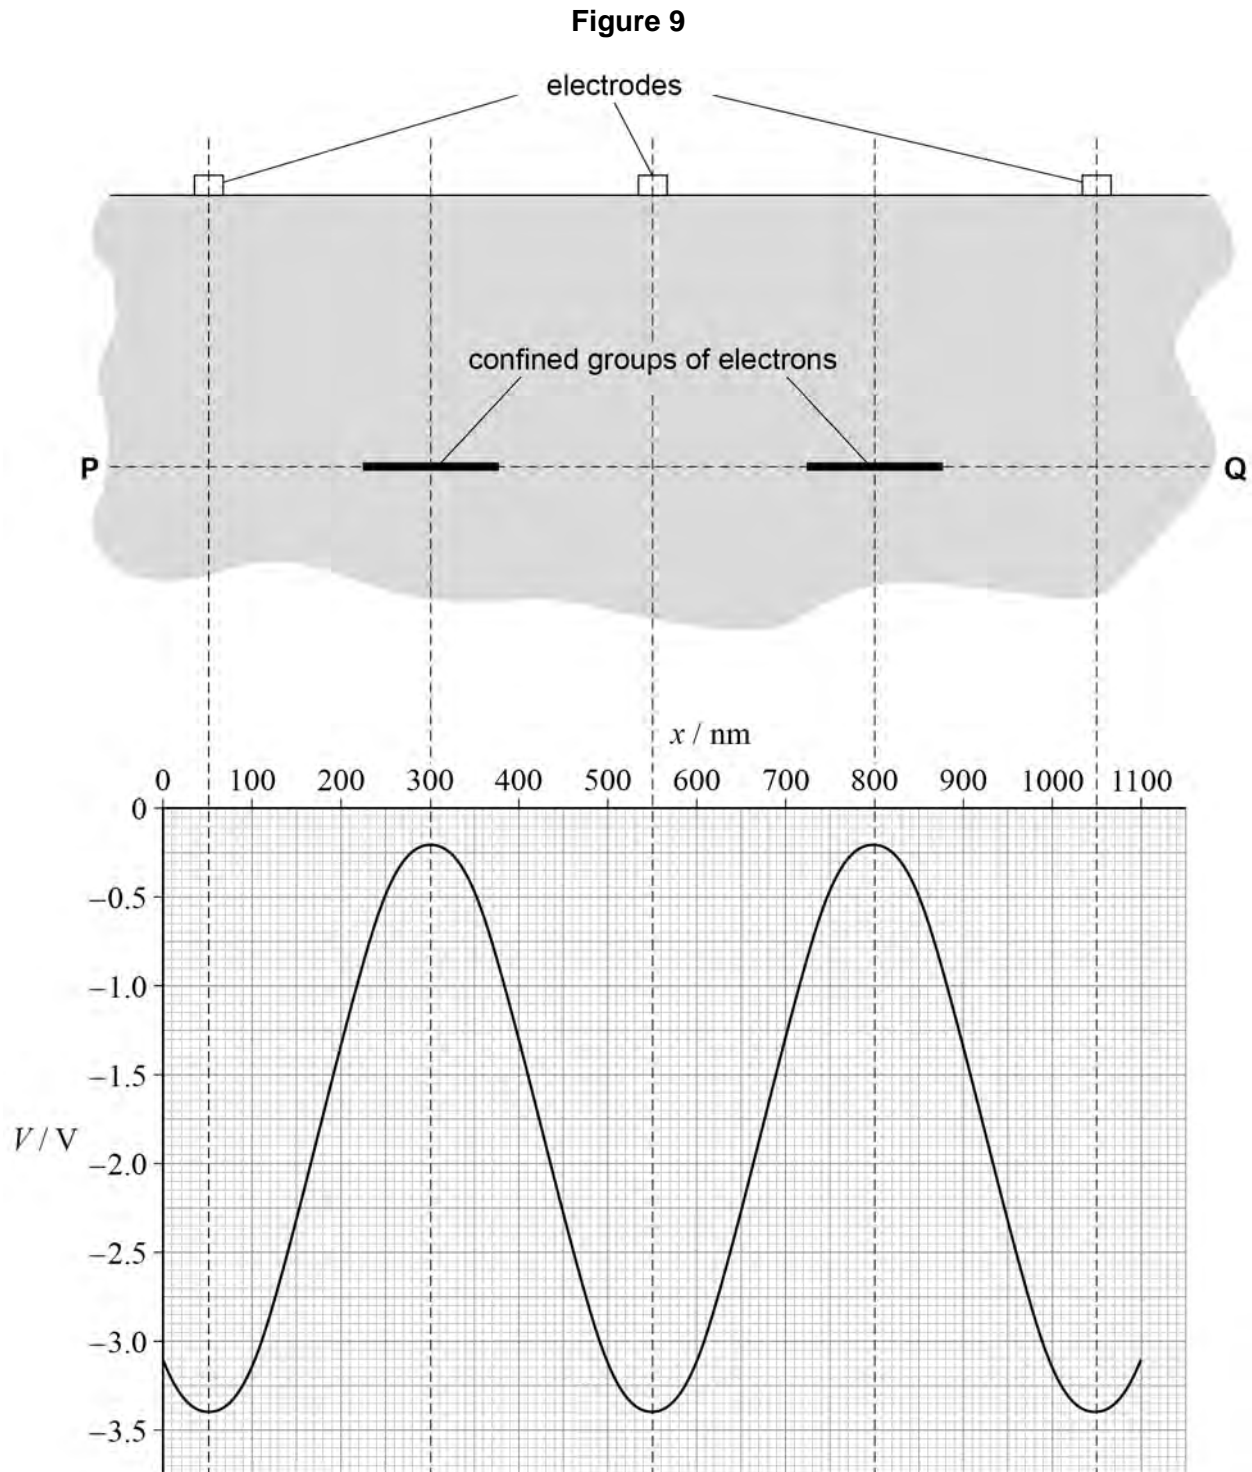 Figure 9
electrodes
confined groups of electrons
P
Q
x / nm
0 100 200 300 400 500 600 700 800 900 1000 1100
0
−0.5
−1.0
−1.5
V / V
−2.0
−2.5
−3.0
−3.5